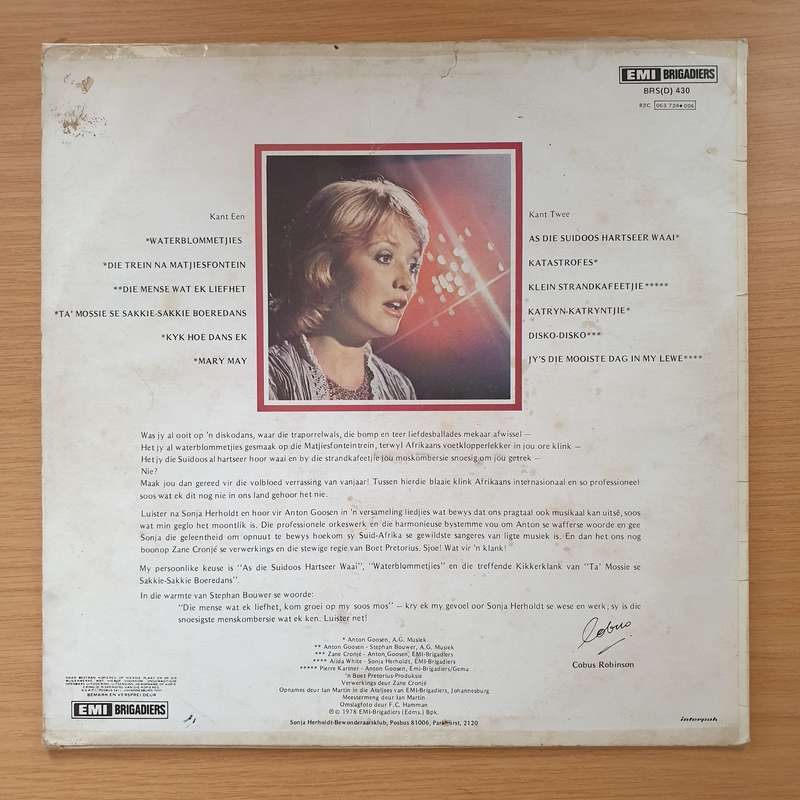 EMI BRIGADIERS
BRS(D) 430
82C 063 728● 006
Kant Een
*WATERBLOMMETJIES
*DIE TREIN NA MATJIESFONTEIN
**DIE MENSE WAT EK LIEFHET
*TA' MOSSIE SE SAKKIE-SAKKIE BOEREDANS
*KYK HOE DANS EK
*MARY MAY
Kant Twee
AS DIE SUIDOOS HARTSEER WAAI*
KATASTROFES*
KLEIN STRANDKAFEETJIE*****
KATRYN-KATRYNTJIE*
DISKO-DISKO***
JY'S DIE MOOISTE DAG IN MY LEWE****
Was jy al ooit op 'n diskodans, waar die traporrelwals, die bomp en teer liefdesballades mekaar afwissel —
Het jy al waterblommetjies gesmaak op die Matjiesfonteintrein, terwyl Afrikaans voetklopperlekker in jou ore klink —
Het jy die Suidoos al hartseer hoor waai en by die strandkafeetjie jou moskombersie snoesig om jou getrek —
Nie?
Maak jou dan gereed vir die volbloed verrassing van vanjaar! Tussen hierdie blaaie klink Afrikaans internasionaal en so professioneel
soos wat ek dit nog nie in ons land gehoor het nie.
Luister na Sonja Herholdt en hoor vir Anton Goosen in 'n versameling liedjies wat bewys dat ons pragtaal ook musikaal kan uitsê, soos
wat min geglo het moontlik is. Die professionele orkeswerk en die harmonieuse bystemme vou om Anton se wafferse woorde en gee
Sonja die geleentheid om opnuut te bewys hoekom sy Suid-Afrika se gewildste sangeres van ligte musiek is. En dan het ons nog
boonop Zane Cronjé se verwerkings en die stewige regie van Boet Pretorius. Sjoe! Wat vir 'n klank!
My persoonlike keuse is "As die Suidoos Hartseer Waai", "Waterblommetjies" en die treffende Kikkerklank van "Ta' Mossie se
Sakkie-Sakkie Boeredans".
In die warmte van Stephan Bouwer se woorde:
"Die mense wat ek liefhet, kom groei op my soos mos" — kry ek my gevoel oor Sonja Herholdt se wese en werk; sy is die
snoesigste menskombersie wat ek ken. Luister net!
Cobus
Cobus Robinson
* Anton Goosen, A.G. Musiek
** Anton Goosen - Stephan Bouwer, A.G. Musiek
*** Zane Cronjé - Anton Goosen, EMI-Brigadiers
**** Alida White - Sonja Herholdt, EMI-Brigadiers
***** Pierre Kartner - Anton Goosen, Emi-Brigadiers/Gema
'n Boet Pretorius-Produksie
Verwerkings deur Zane Cronjé
Opnames deur Ian Martin in die Ateljees van EMI-Brigadiers, Johannesburg
Meestersneming deur Ian Martin
Omslagfoto deur F.C. Hamman
℗ © 1978 EMI-Brigadiers (Edms.) Bpk.
Sonja Herholdt-Bewonderaarsklub, Posbus 81006, Parkhurst, 2120
BEMARK EN VERSPREI DEUR
EMI BRIGADIERS
interpak